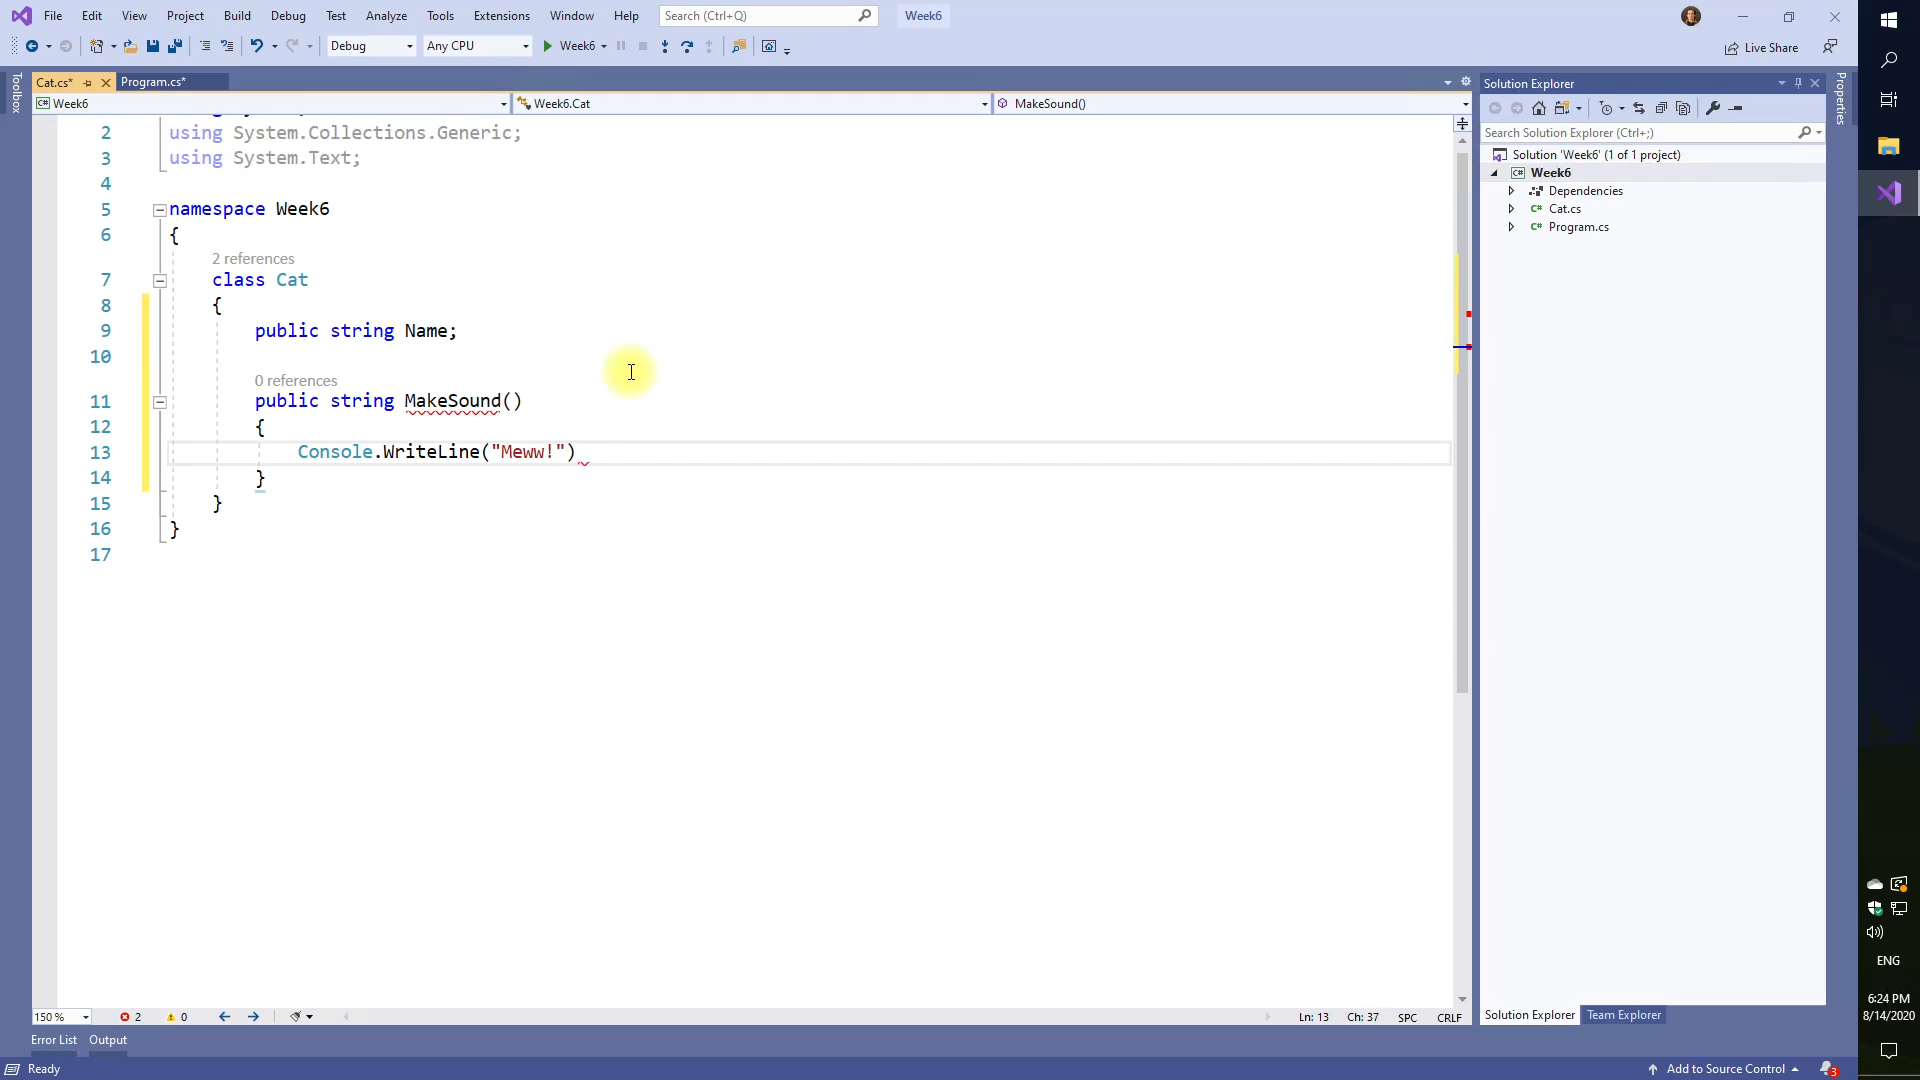 File Edit View Project Build Debug Test Analyze Tools Extensions Window Help Search (Ctrl+Q) Week6
Debug Any CPU Week6 Live Share
Toolbox
Cat.cs* Program.cs*
C# Week6 Week6.Cat MakeSound()
2 using System.Collections.Generic;
3 using System.Text;
4
5 namespace Week6
6 {
2 references
7 class Cat
8 {
9 public string Name;
10
0 references
11 public string MakeSound()
12 {
13 Console.WriteLine("Meww!")
14 }
15 }
16 }
17
150 % 2 0 Ln: 13 Ch: 37 SPC CRLF
Error List Output
Ready Add to Source Control 3
Solution Explorer
Search Solution Explorer (Ctrl+;)
Solution 'Week6' (1 of 1 project)
C# Week6
Dependencies
C# Cat.cs
C# Program.cs
Solution Explorer Team Explorer
Properties
ENG
6:24 PM
8/14/2020